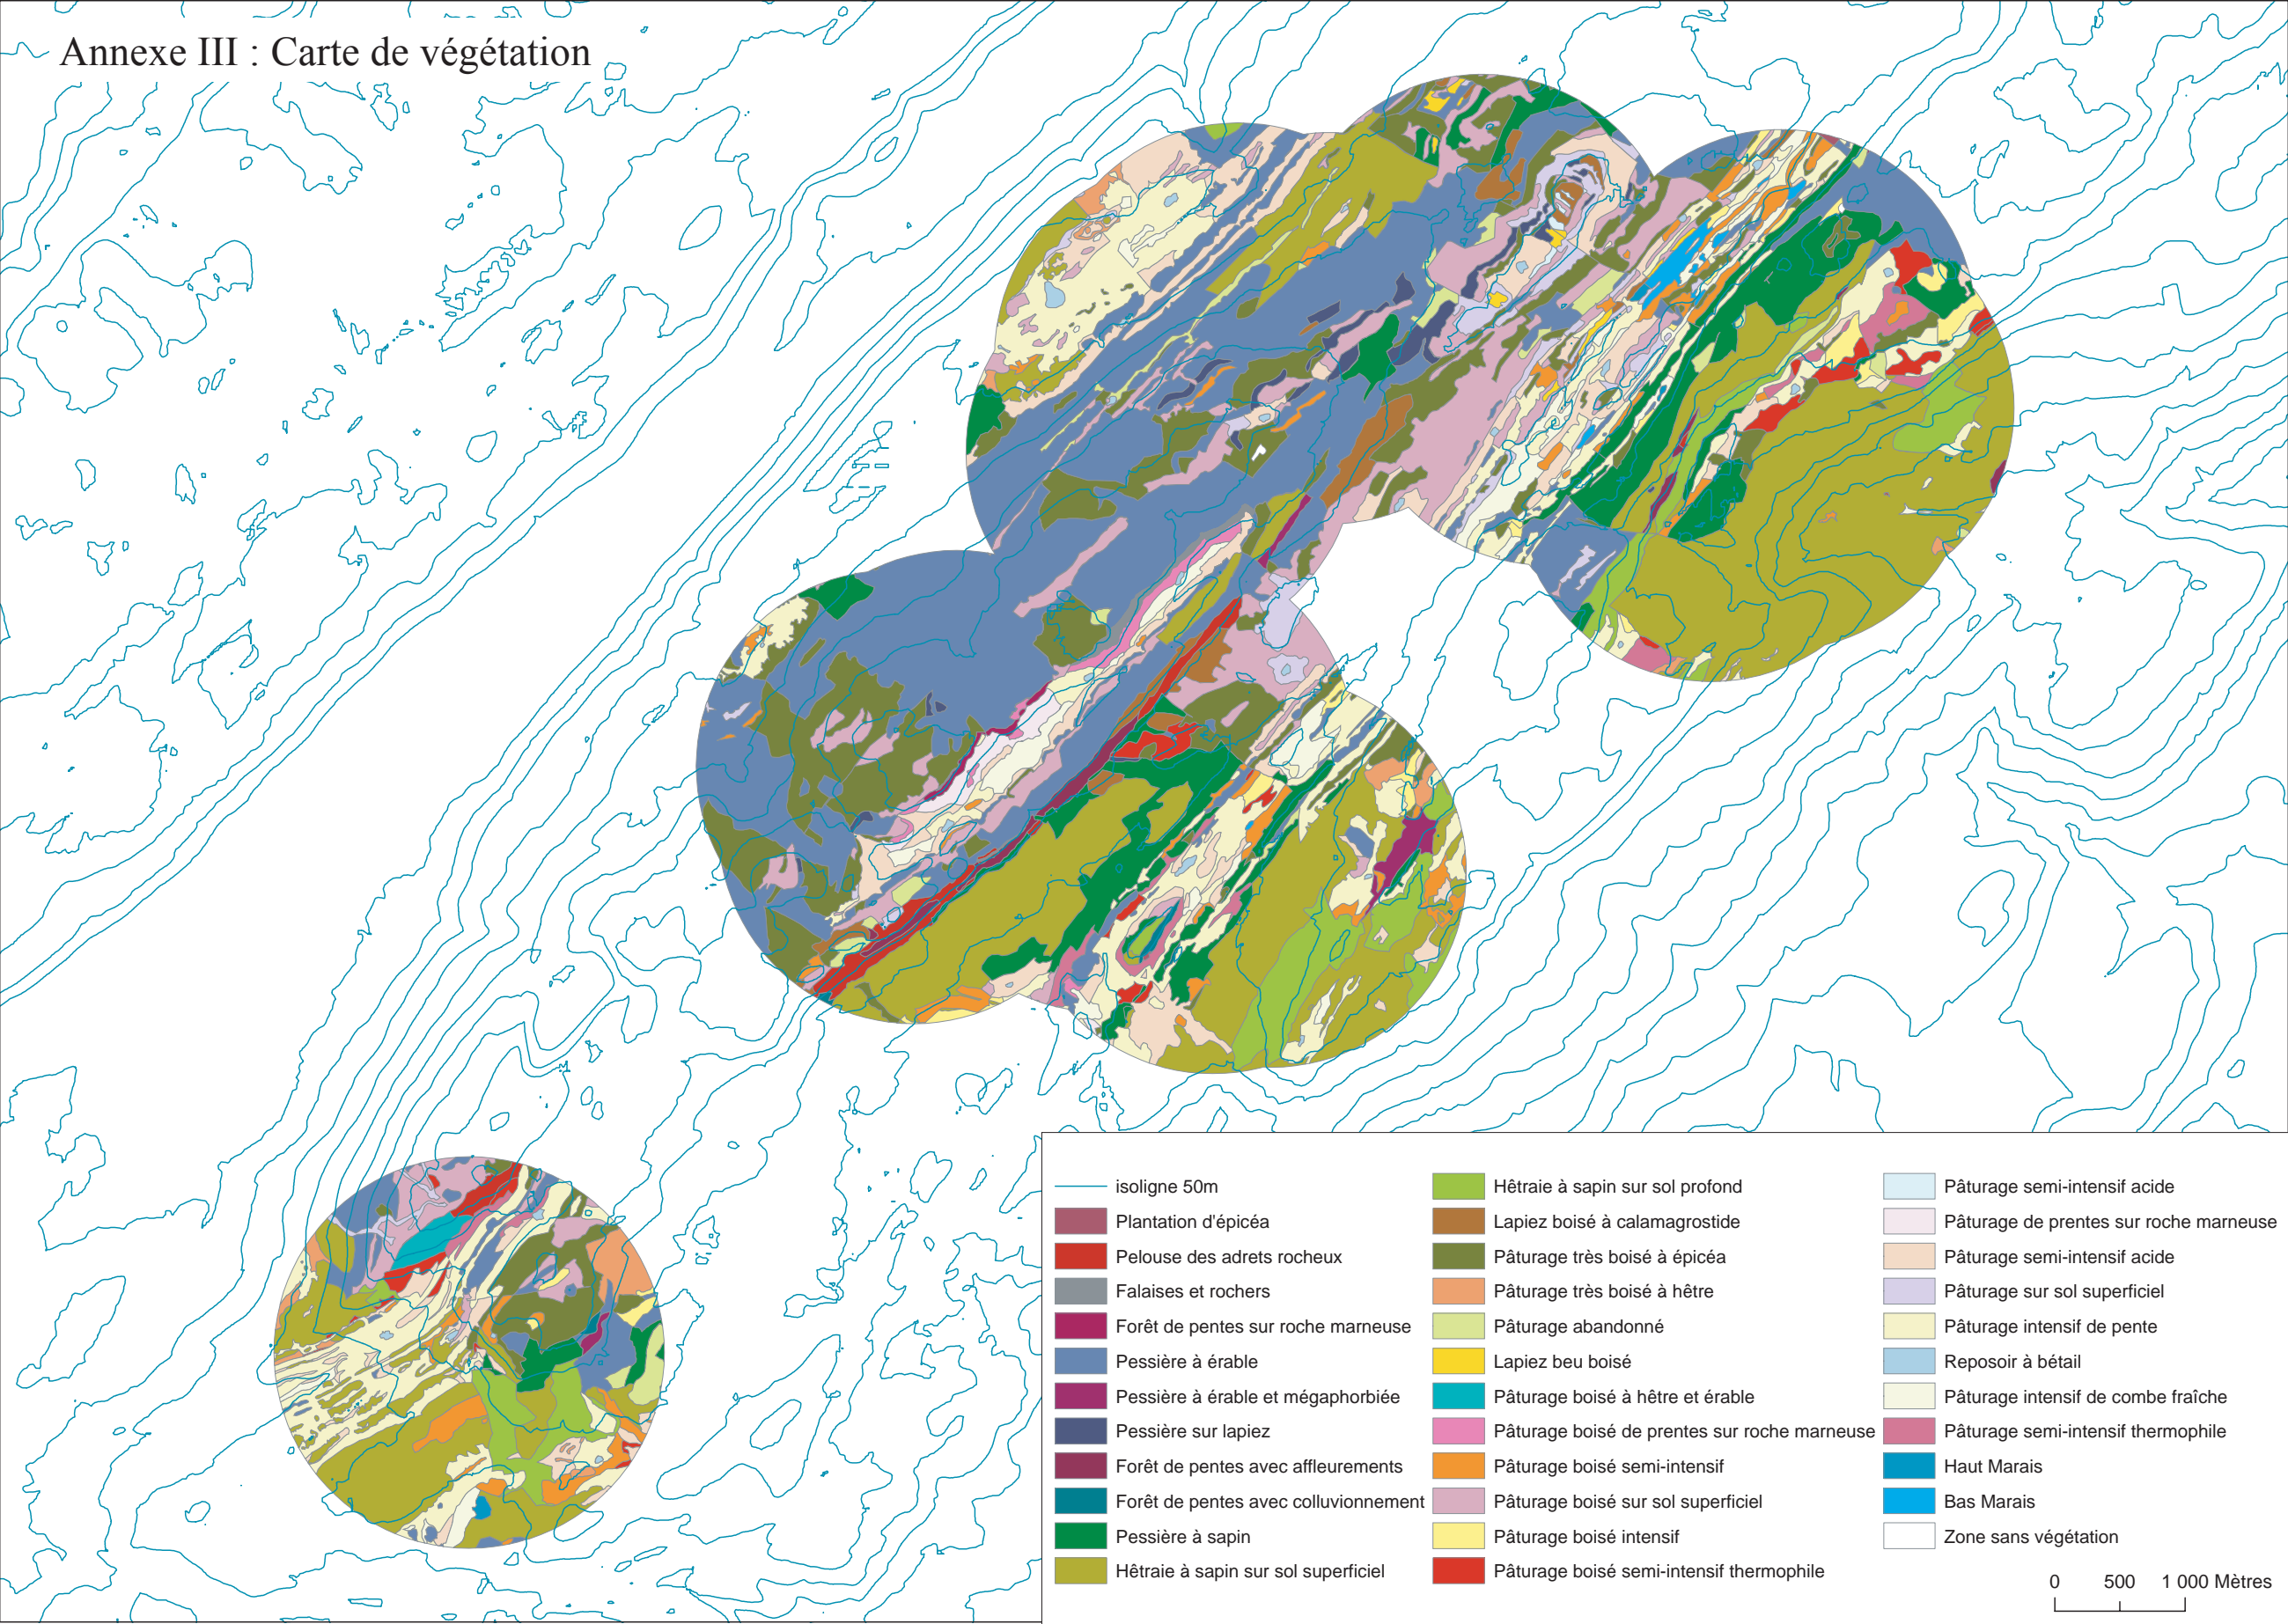 Annexe III : Carte de végétation
isoligne 50m
Plantation d'épicéa
Pelouse des adrets rocheux
Falaises et rochers
Forêt de pentes sur roche marneuse
Pessière à érable
Pessière à érable et mégaphorbiée
Pessière sur lapiez
Forêt de pentes avec affleurements
Forêt de pentes avec colluvionnement
Pessière à sapin
Hêtraie à sapin sur sol superficiel
Hêtraie à sapin sur sol profond
Lapiez boisé à calamagrostide
Pâturage très boisé à épicéa
Pâturage très boisé à hêtre
Pâturage abandonné
Lapiez beu boisé
Pâturage boisé à hêtre et érable
Pâturage boisé de prentes sur roche marneuse
Pâturage boisé semi-intensif
Pâturage boisé sur sol superficiel
Pâturage boisé intensif
Pâturage boisé semi-intensif thermophile
Pâturage semi-intensif acide
Pâturage de prentes sur roche marneuse
Pâturage semi-intensif acide
Pâturage sur sol superficiel
Pâturage intensif de pente
Reposoir à bétail
Pâturage intensif de combe fraîche
Pâturage semi-intensif thermophile
Haut Marais
Bas Marais
Zone sans végétation
0 500 1 000 Mètres